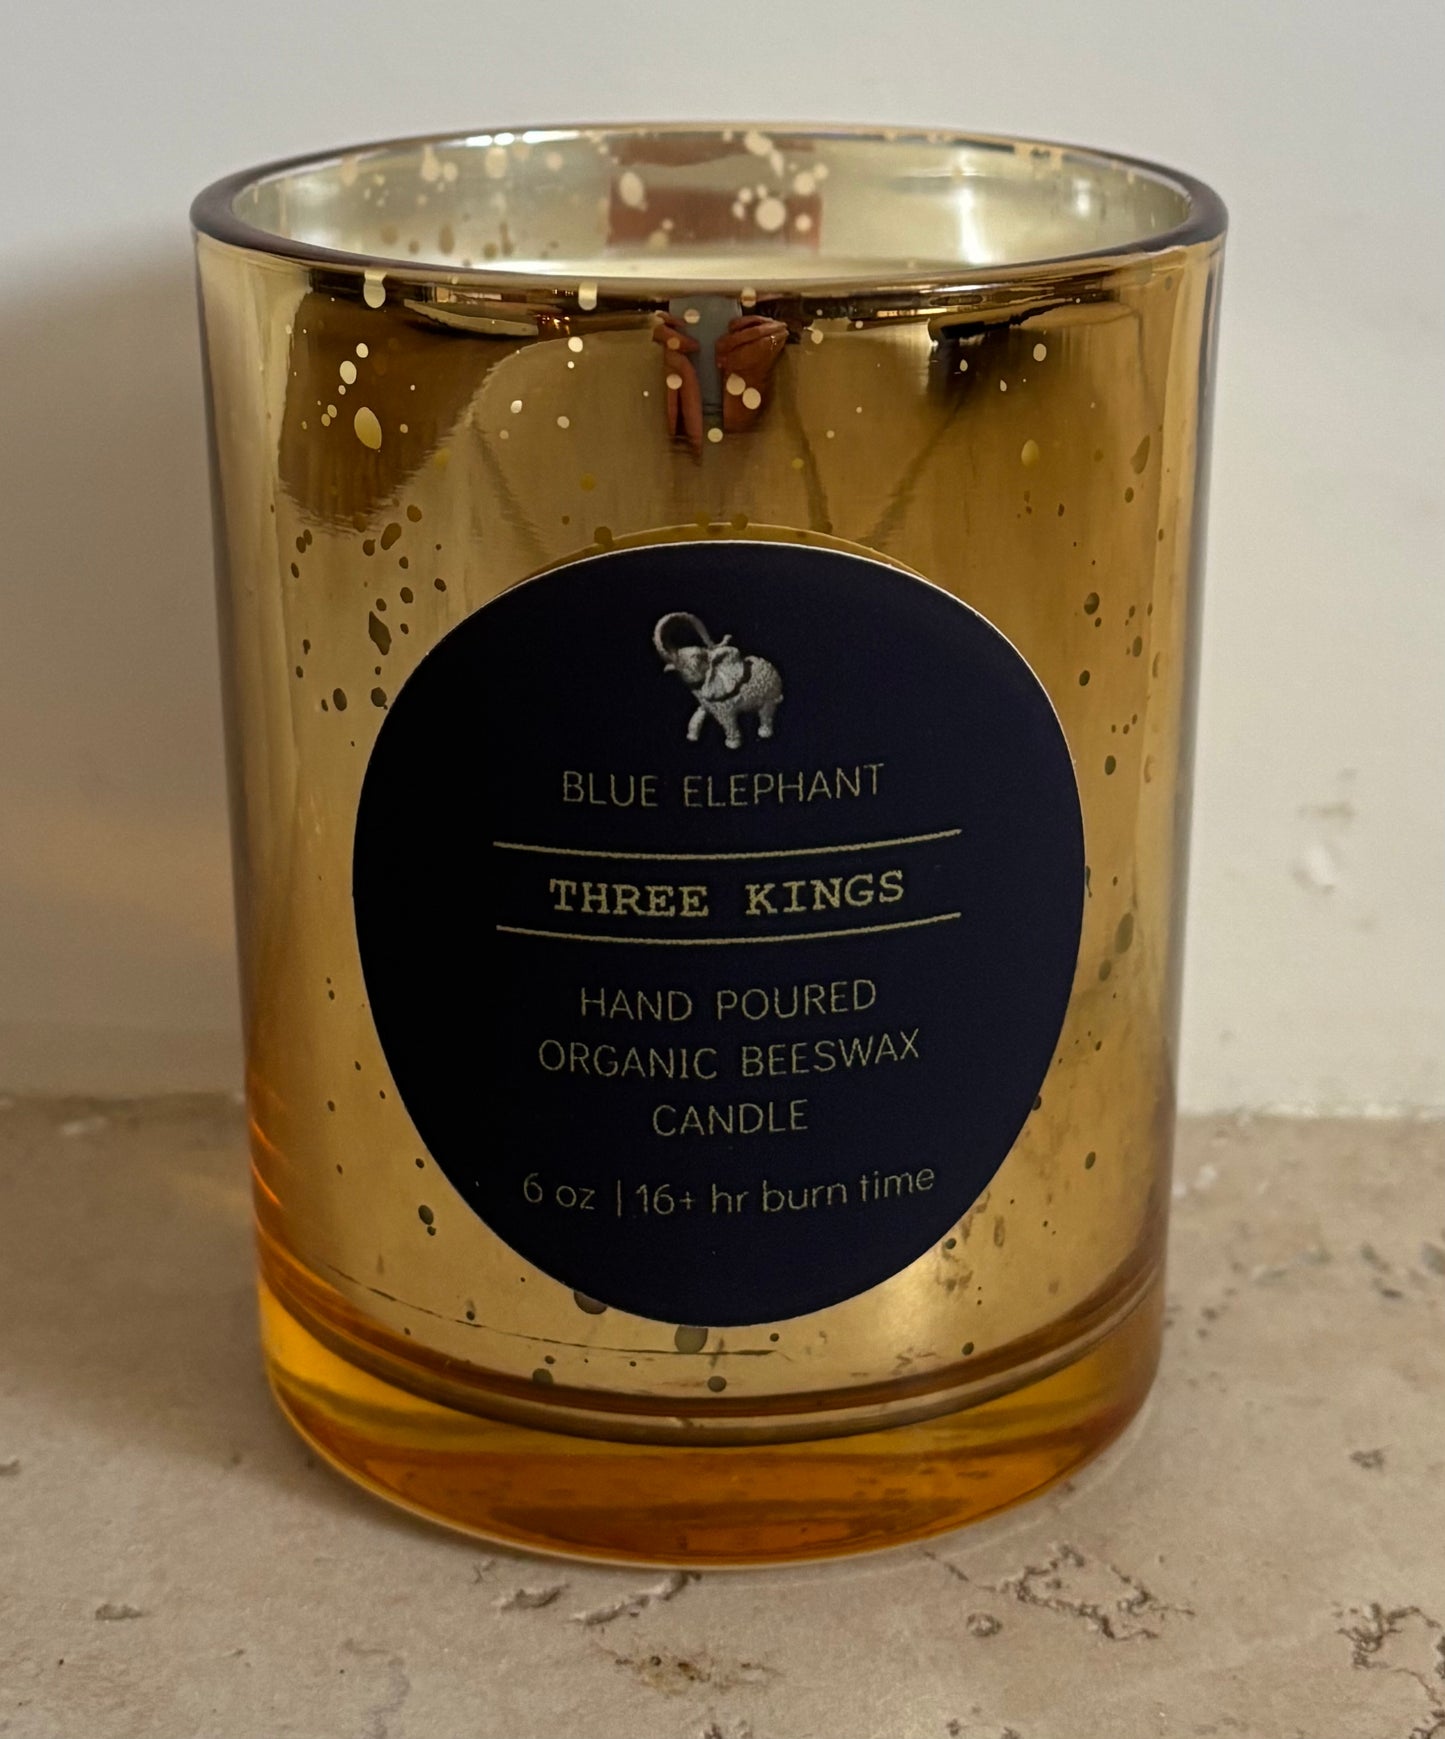 BLUE ELEPHANT
THREE KINGS
HAND POURED
ORGANIC BEESWAX
CANDLE
6 oz | 16+ hr burn time